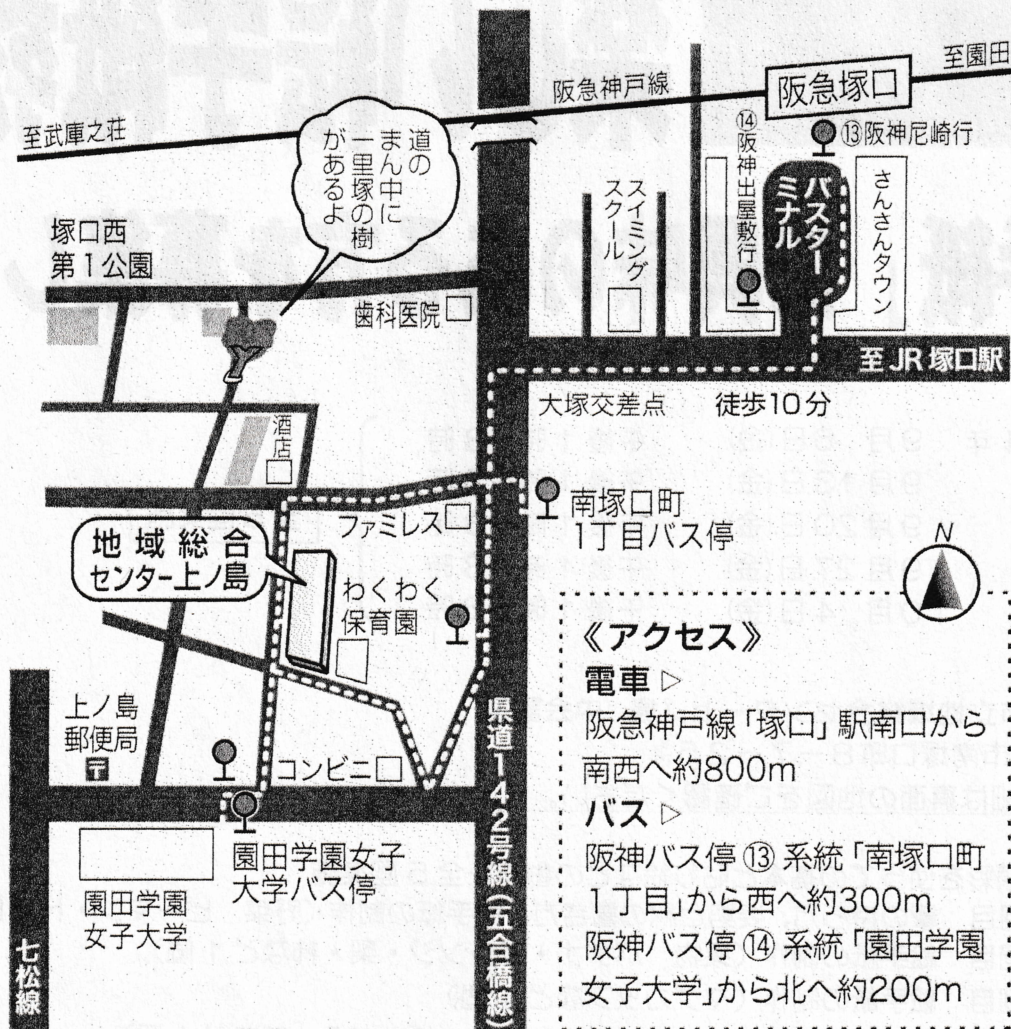 至園田
阪急神戸線
阪急塚口
至武庫之荘
道の
まん中に
一里塚の樹
があるよ
⑬阪神尼崎行
⑭阪神出屋敷行
バスター
ミナル
さんさんタウン
スイミング
スクール
塚口西
第1公園
歯科医院
至JR塚口駅
大塚交差点
徒歩10分
酒店
南塚口町
1丁目バス停
ファミレス
地域総合
センター上ノ島
わくわく
保育園
N
上ノ島
郵便局
〒
コンビニ
県道142号線(五合橋線)
園田学園女子
大学バス停
園田学園
女子大学
七松線
《アクセス》
電車▷
阪急神戸線「塚口」駅南口から
南西へ約800m
バス▷
阪神バス停⑬系統「南塚口町
1丁目」から西へ約300m
阪神バス停⑭系統「園田学園
女子大学」から北へ約200m